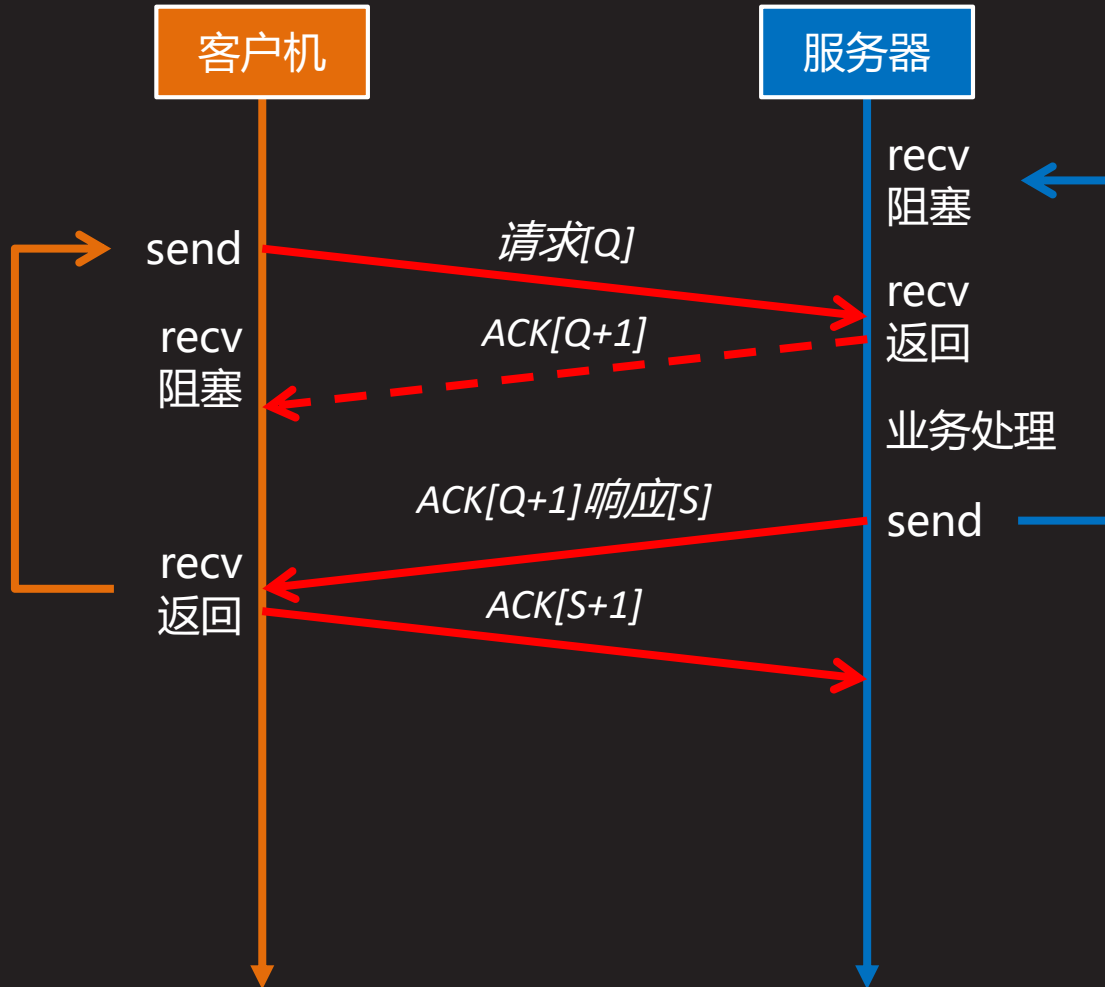 客户机
服务器
recv
阻塞
send
请求[Q]
recv
返回
ACK[Q+1]
recv
阻塞
业务处理
ACK[Q+1]响应[S]
send
recv
返回
ACK[S+1]